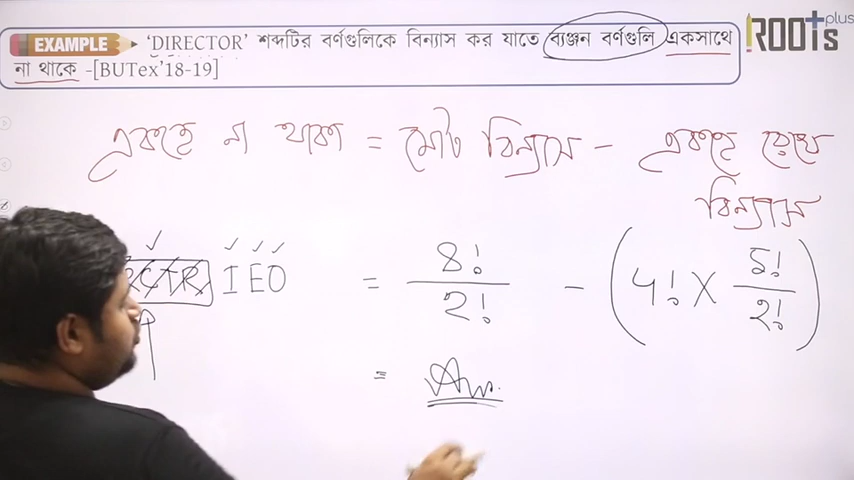 EXAMPLE 'DIRECTOR' শব্দটির বর্ণগুলিকে বিন্যাস কর যাতে ব্যঞ্জন বর্ণগুলি একসাথে
না থাকে -[BUTex'18-19]
ROOTs plus
একত্রে না থাকা = মোট বিন্যাস - একত্রে রেখে
বিন্যাস
RCTR I E O = 8! / 2! - ( 4! × 5! / 2! )
= Ans.